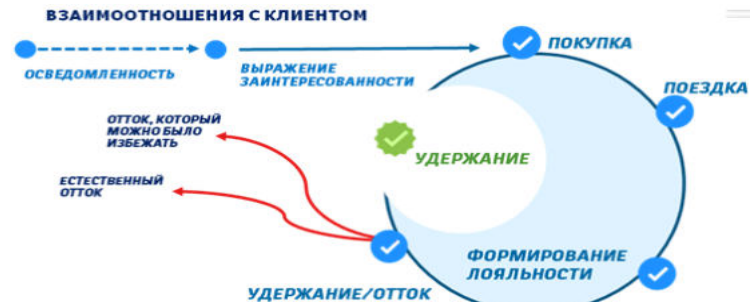 ВЗАИМООТНОШЕНИЯ С КЛИЕНТОМ
ОСВЕДОМЛЕННОСТЬ
ВЫРАЖЕНИЕ
ЗАИНТЕРЕСОВАННОСТИ
ПОКУПКА
ПОЕЗДКА
ОТТОК, КОТОРЫЙ
МОЖНО БЫЛО
ИЗБЕЖАТЬ
УДЕРЖАНИЕ
ЕСТЕСТВЕННЫЙ
ОТТОК
ФОРМИРОВАНИЕ
ЛОЯЛЬНОСТИ
УДЕРЖАНИЕ/ОТТОК